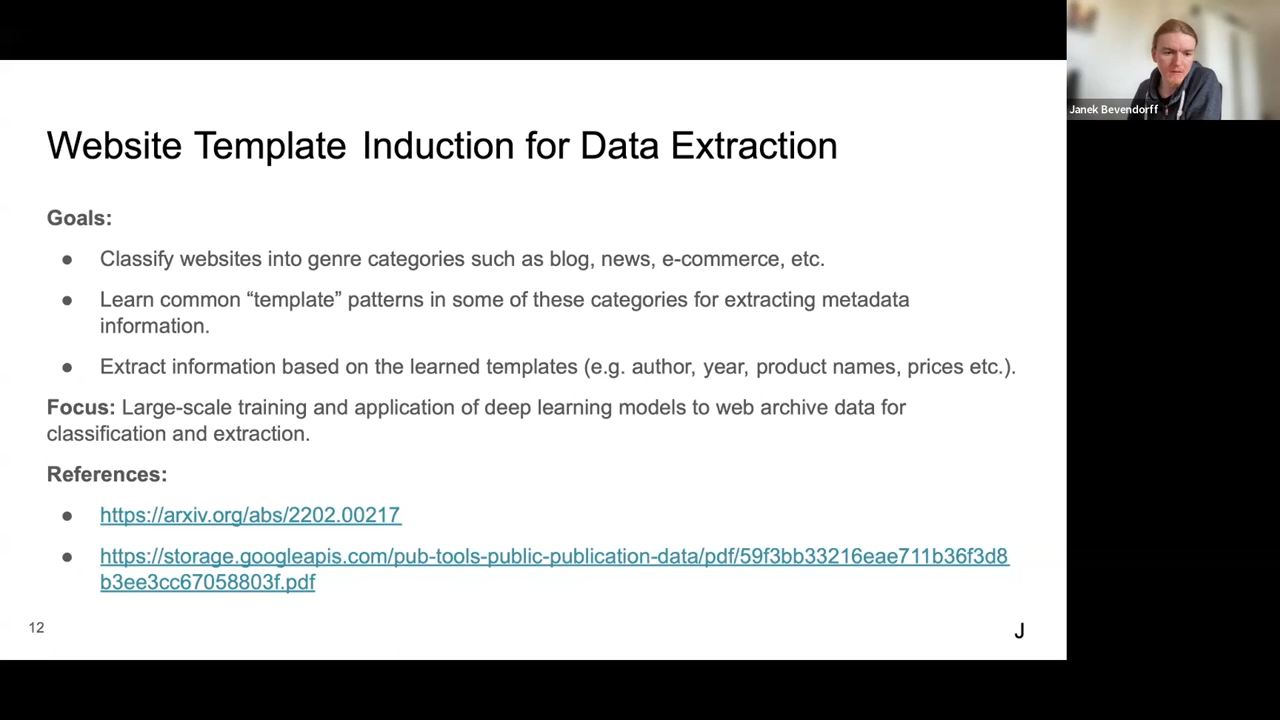 Janek Bevendorff
Website Template Induction for Data Extraction
Goals:
● Classify websites into genre categories such as blog, news, e-commerce, etc.
● Learn common “template” patterns in some of these categories for extracting metadata
information.
● Extract information based on the learned templates (e.g. author, year, product names, prices etc.).
Focus: Large-scale training and application of deep learning models to web archive data for
classification and extraction.
References:
● https://arxiv.org/abs/2202.00217
● https://storage.googleapis.com/pub-tools-public-publication-data/pdf/59f3bb33216eae711b36f3d8
b3ee3cc67058803f.pdf
12
J